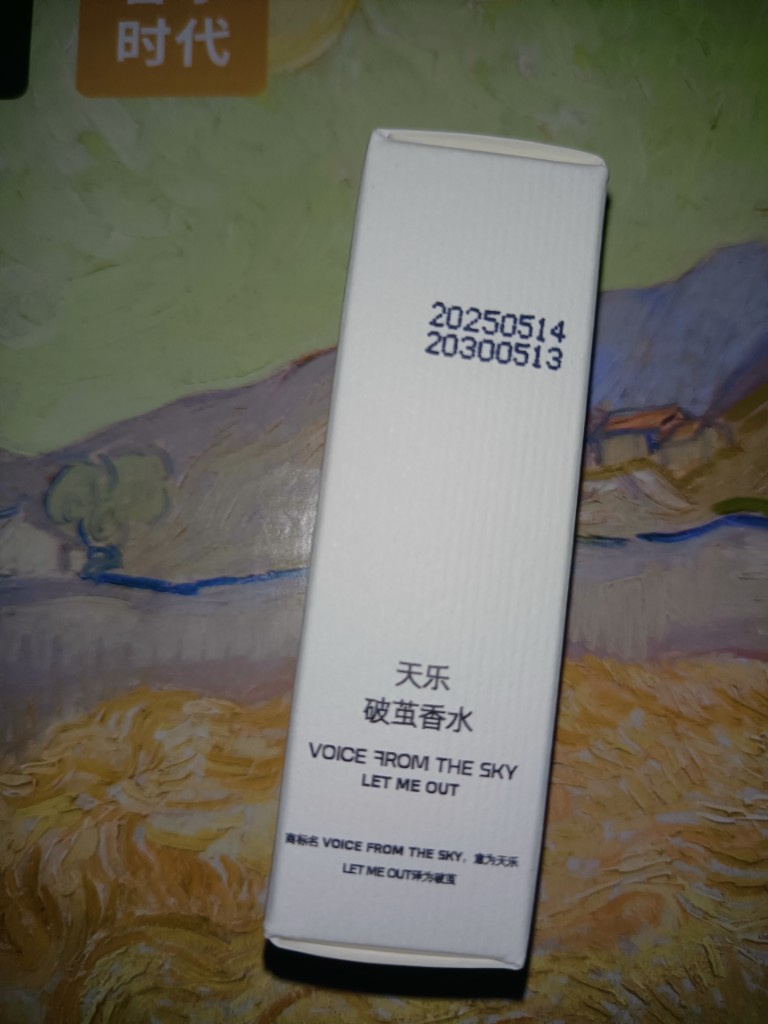 时代
20250514
20300513
天乐
破茧香水
VOICE FROM THE SKY
LET ME OUT
商标名 VOICE FROM THE SKY，意为天乐
LET ME OUT译为破茧